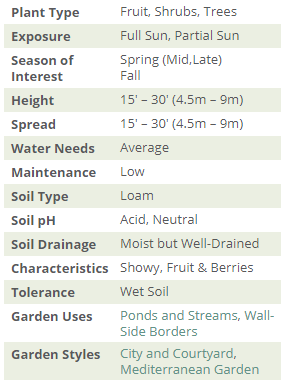 Plant Type Fruit, Shrubs, Trees
Exposure Full Sun, Partial Sun
Season of Interest Spring (Mid,Late)
Fall
Height 15' – 30' (4.5m – 9m)
Spread 15' – 30' (4.5m – 9m)
Water Needs Average
Maintenance Low
Soil Type Loam
Soil pH Acid, Neutral
Soil Drainage Moist but Well-Drained
Characteristics Showy, Fruit & Berries
Tolerance Wet Soil
Garden Uses Ponds and Streams, Wall-
Side Borders
Garden Styles City and Courtyard,
Mediterranean Garden